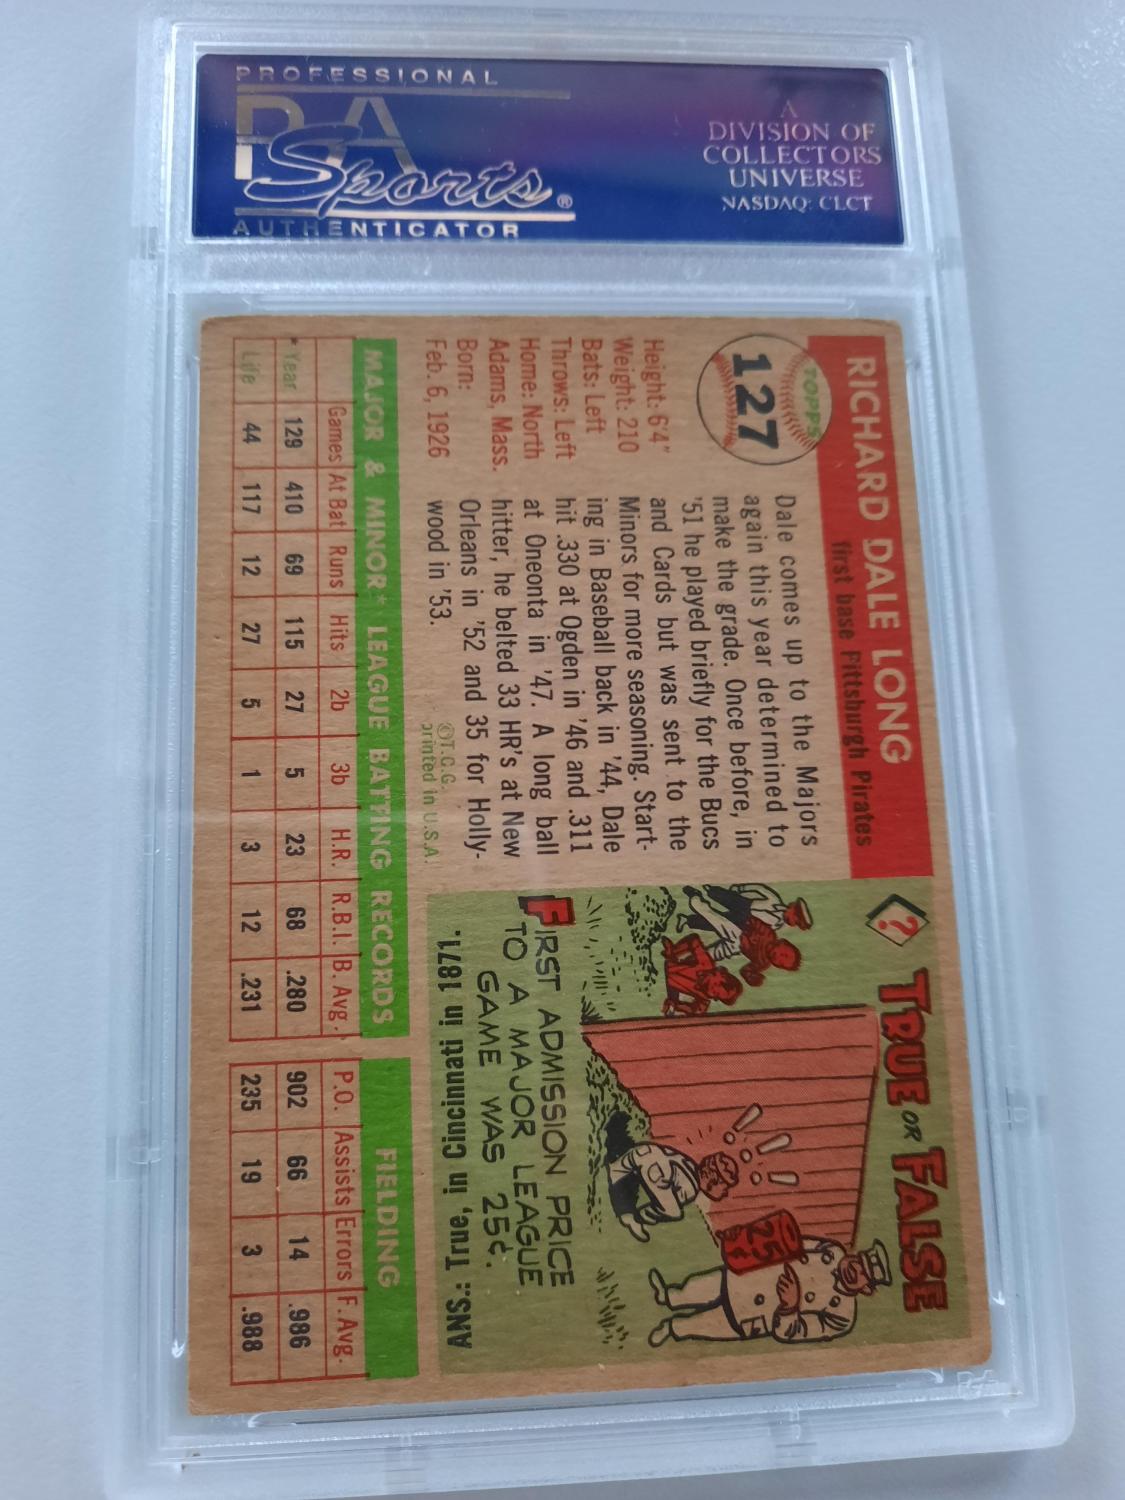 PROFESSIONAL
PSA
Sports®
AUTHENTICATOR
A
DIVISION OF
COLLECTORS
UNIVERSE
NASDAQ: CLCT
TOPPS
127
RICHARD DALE LONG
first base Pittsburgh Pirates
Height: 6'4"
Weight: 210
Bats: Left
Throws: Left
Home: North
Adams, Mass.
Born:
Feb. 6, 1926
Dale comes up to the Majors
again this year determined to
make the grade. Once before, in
'51 he played briefly for the Bucs
and Cards but was sent to the
Minors for more seasoning. Start-
ing in Baseball back in '44, Dale
hit .330 at Ogden in '46 and .311
at Oneonta in '47. A long ball
hitter, he belted 33 HR's at New
Orleans in '52 and 35 for Holly-
wood in '53.
©T.C.G.
printed in U.S.A.
? TRUE OR FALSE
25¢
FIRST ADMISSION PRICE
TO A MAJOR LEAGUE
GAME WAS 25¢.
ANS.: True, in Cincinnati in 1871.
MAJOR & MINOR* LEAGUE BATTING RECORDS FIELDING
Games At Bat Runs Hits 2b 3b H.R. R.B.I. B. Avg. P.O. Assists Errors F. Avg.
*Year 129 410 69 115 27 5 23 68 .280 902 66 14 .986
Life 44 117 12 27 5 1 3 12 .231 235 19 3 .988